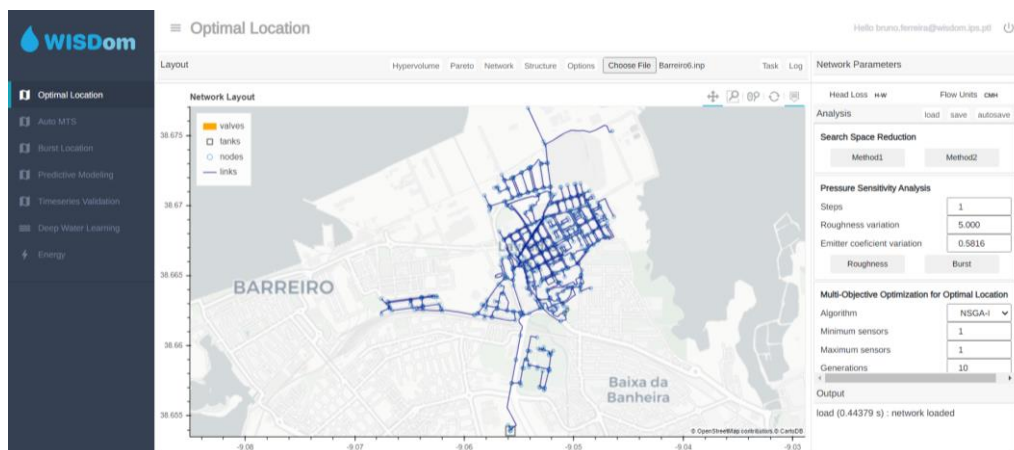 WISDom
Optimal Location
Hello bruno.ferreira@wisdom.ips.pt!
Optimal Location
Auto MTS
Burst Location
Predictive Modeling
Timeseries Validation
Deep Water Learning
Energy
Layout
Hypervolume Pareto Network Structure Options Choose File Barreiro6.inp Task Log
Network Layout
valves
tanks
nodes
links
38.675
38.67
38.665
38.66
38.655
-9.08 -9.07 -9.06 -9.05 -9.04 -9.03
BARREIRO
Baixa da
Banheira
© OpenStreetMap contributors © CartoDB
Network Parameters
Head Loss H-W Flow Units CMH
Analysis load save autosave
Search Space Reduction
Method1 Method2
Pressure Sensitivity Analysis
Steps 1
Roughness variation 5.000
Emitter coeficient variation 0.5816
Roughness Burst
Multi-Objective Optimization for Optimal Location
Algorithm NSGA-I
Minimum sensors 1
Maximum sensors 1
Generations 10
Output
load (0.44379 s) : network loaded